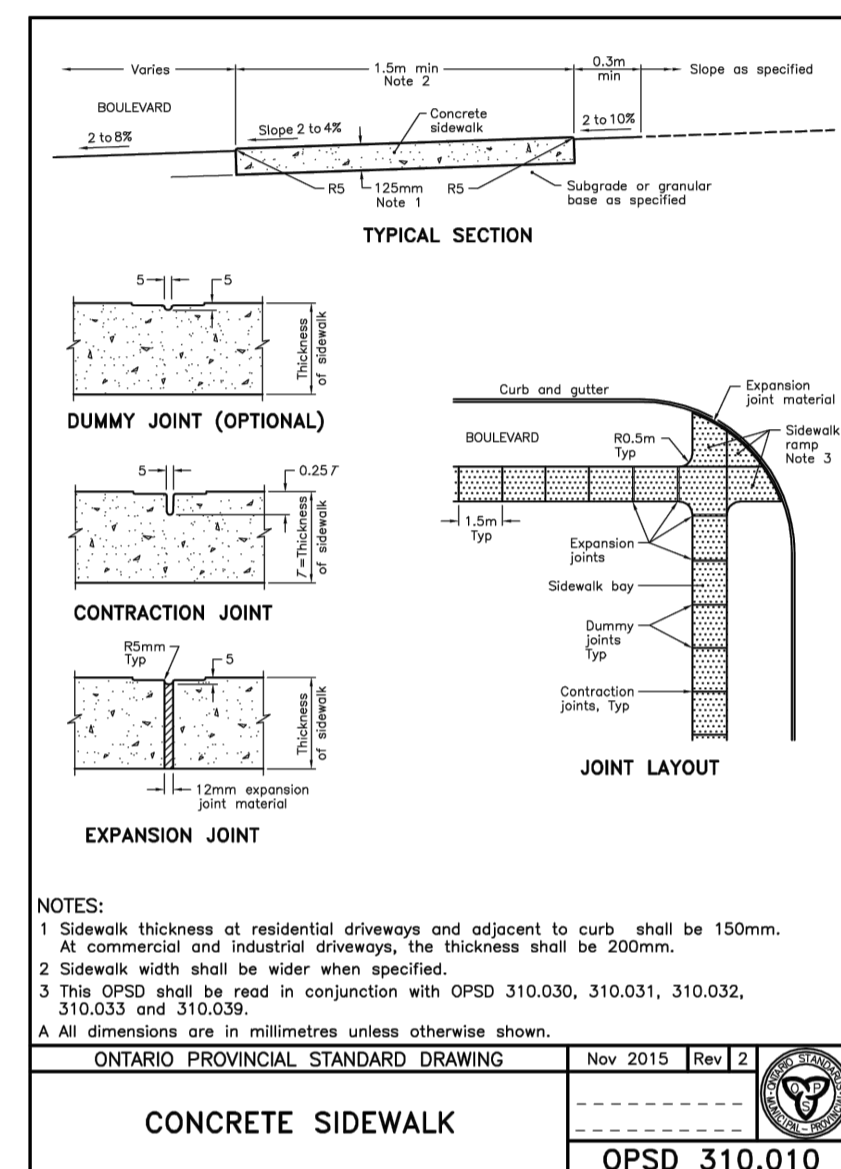 Varies
1.5m min
Note 2
0.3m
min
Slope as specified
BOULEVARD
2 to 8%
Slope 2 to 4%
Concrete
sidewalk
2 to 10%
R5
125mm
Note 1
R5
Subgrade or granular
base as specified
TYPICAL SECTION
5
5
Thickness
of sidewalk
DUMMY JOINT (OPTIONAL)
5
0.25T
T=Thickness
of sidewalk
CONTRACTION JOINT
R5mm
Typ
5
Thickness
of sidewalk
12mm expansion
joint material
EXPANSION JOINT
Curb and gutter
Expansion
joint material
BOULEVARD
R0.5m
Typ
Sidewalk
ramp
Note 3
1.5m
Typ
Expansion
joints
Sidewalk bay
Dummy
joints
Typ
Contraction
joints, Typ
JOINT LAYOUT
NOTES:
1 Sidewalk thickness at residential driveways and adjacent to curb shall be 150mm.
At commercial and industrial driveways, the thickness shall be 200mm.
2 Sidewalk width shall be wider when specified.
3 This OPSD shall be read in conjunction with OPSD 310.030, 310.031, 310.032,
310.033 and 310.039.
A All dimensions are in millimetres unless otherwise shown.
ONTARIO PROVINCIAL STANDARD DRAWING
Nov 2015 Rev 2
CONCRETE SIDEWALK
ONTARIO STANDARDS
MUNICIPAL – PROVINCIAL
O P S
OPSD 310.010